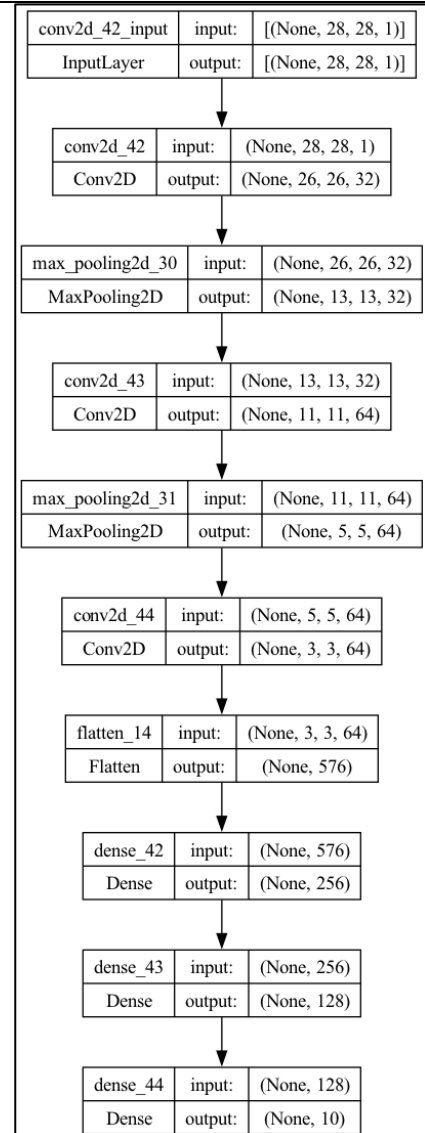 conv2d_42_input input: [(None, 28, 28, 1)]
InputLayer output: [(None, 28, 28, 1)]
conv2d_42 input: (None, 28, 28, 1)
Conv2D output: (None, 26, 26, 32)
max_pooling2d_30 input: (None, 26, 26, 32)
MaxPooling2D output: (None, 13, 13, 32)
conv2d_43 input: (None, 13, 13, 32)
Conv2D output: (None, 11, 11, 64)
max_pooling2d_31 input: (None, 11, 11, 64)
MaxPooling2D output: (None, 5, 5, 64)
conv2d_44 input: (None, 5, 5, 64)
Conv2D output: (None, 3, 3, 64)
flatten_14 input: (None, 3, 3, 64)
Flatten output: (None, 576)
dense_42 input: (None, 576)
Dense output: (None, 256)
dense_43 input: (None, 256)
Dense output: (None, 128)
dense_44 input: (None, 128)
Dense output: (None, 10)